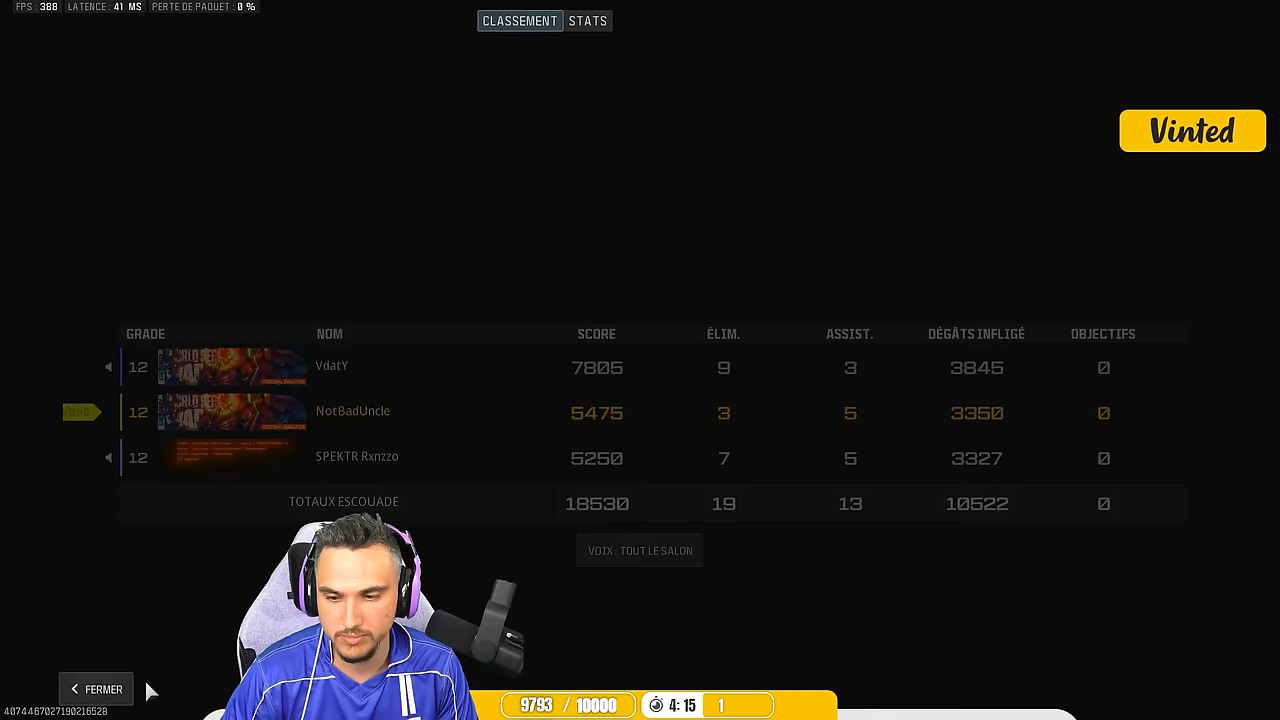 FPS : 388 LATENCE : 41 MS PERTE DE PAQUET : 0 %
CLASSEMENT STATS
Vinted
GRADE NOM SCORE ÉLIM. ASSIST. DÉGÂTS INFLIGÉ OBJECTIFS
12 VdatY 7805 9 3 3845 0
12 NotBadUncle 5475 3 5 3350 0
12 SPEKTR Rxnzzo 5250 7 5 3327 0
TOTAUX ESCOUADE 18530 19 13 10522 0
VOIX : TOUT LE SALON
FERMER
4074467027190216528
9793 / 10000 4:15 1